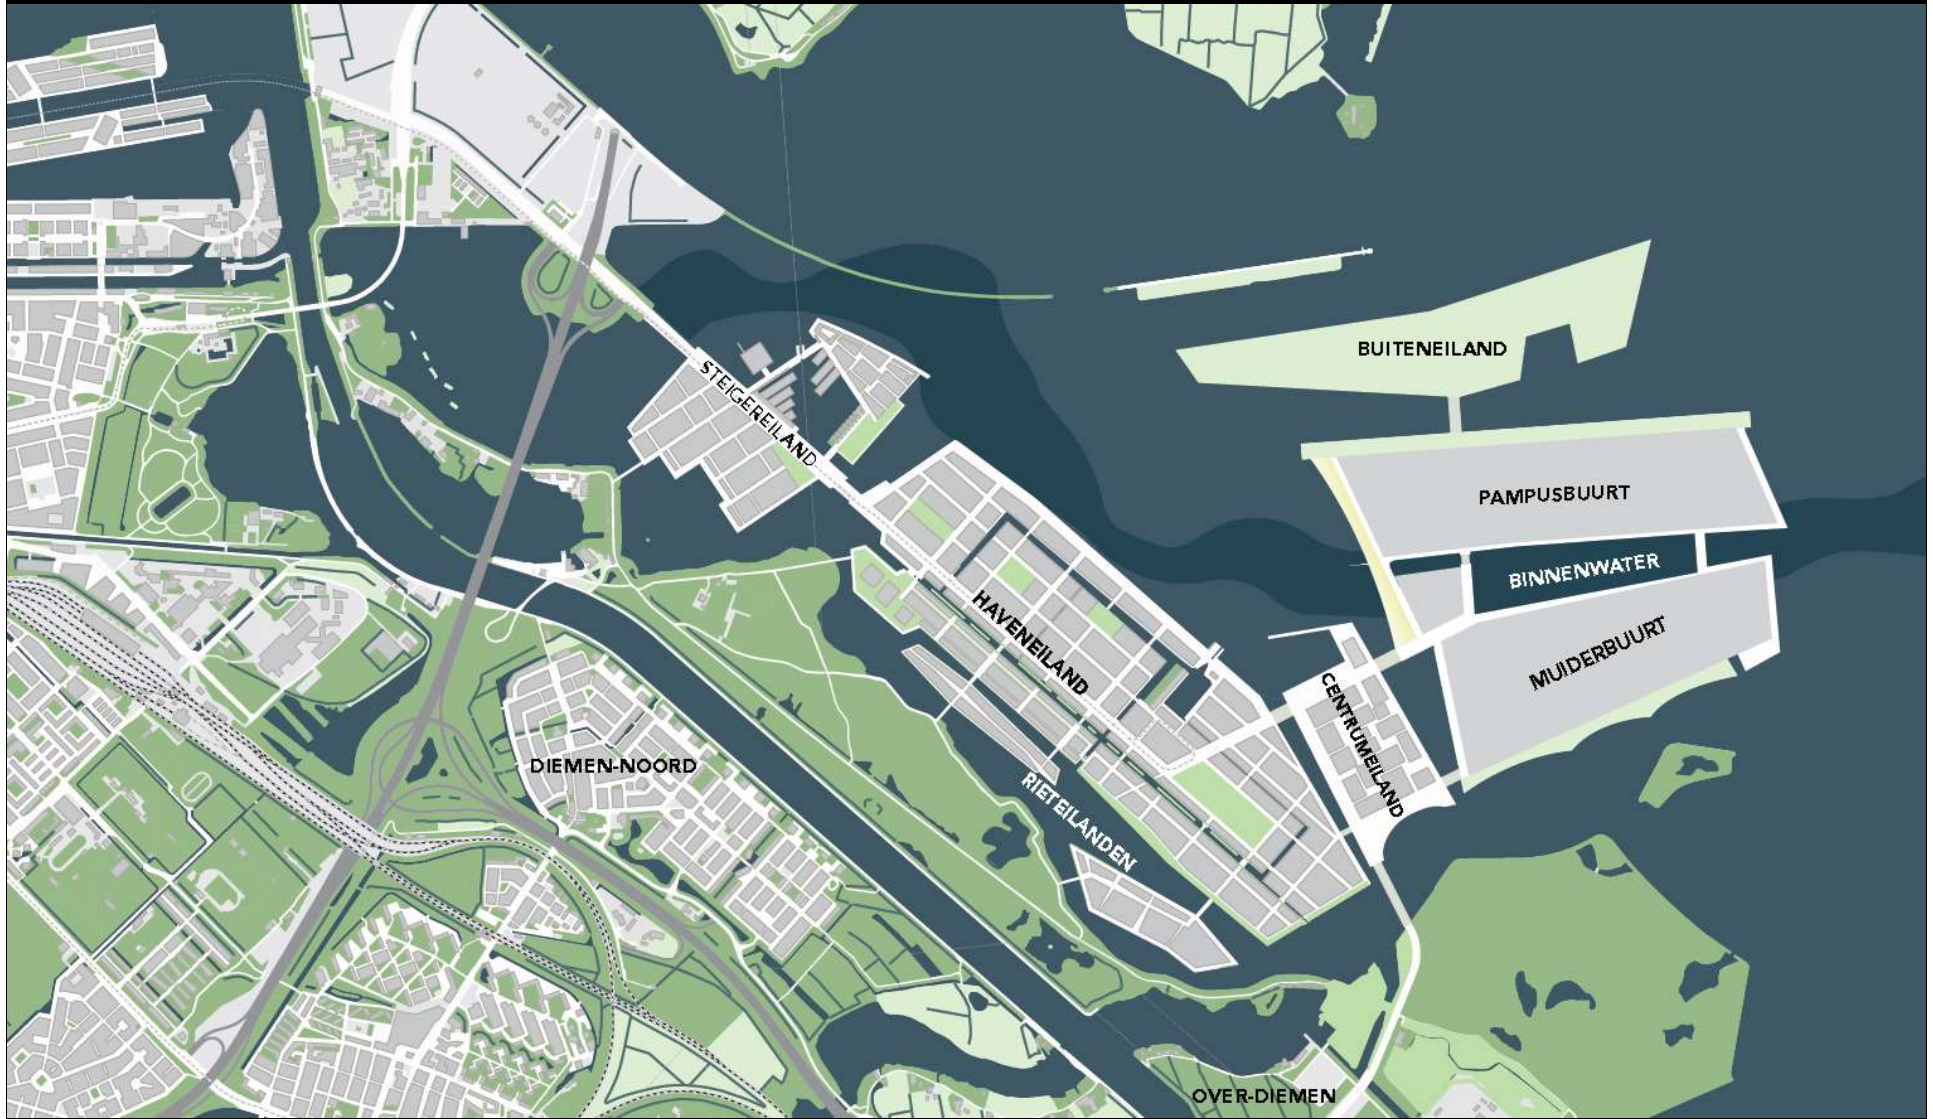 BUITENEILAND
STEIGEREILAND
PAMPUSBUURT
BINNENWATER
HAVENEILAND
MUIDERBUURT
CENTRUMEILAND
DIEMEN-NOORD
RIETEILANDEN
OVER-DIEMEN